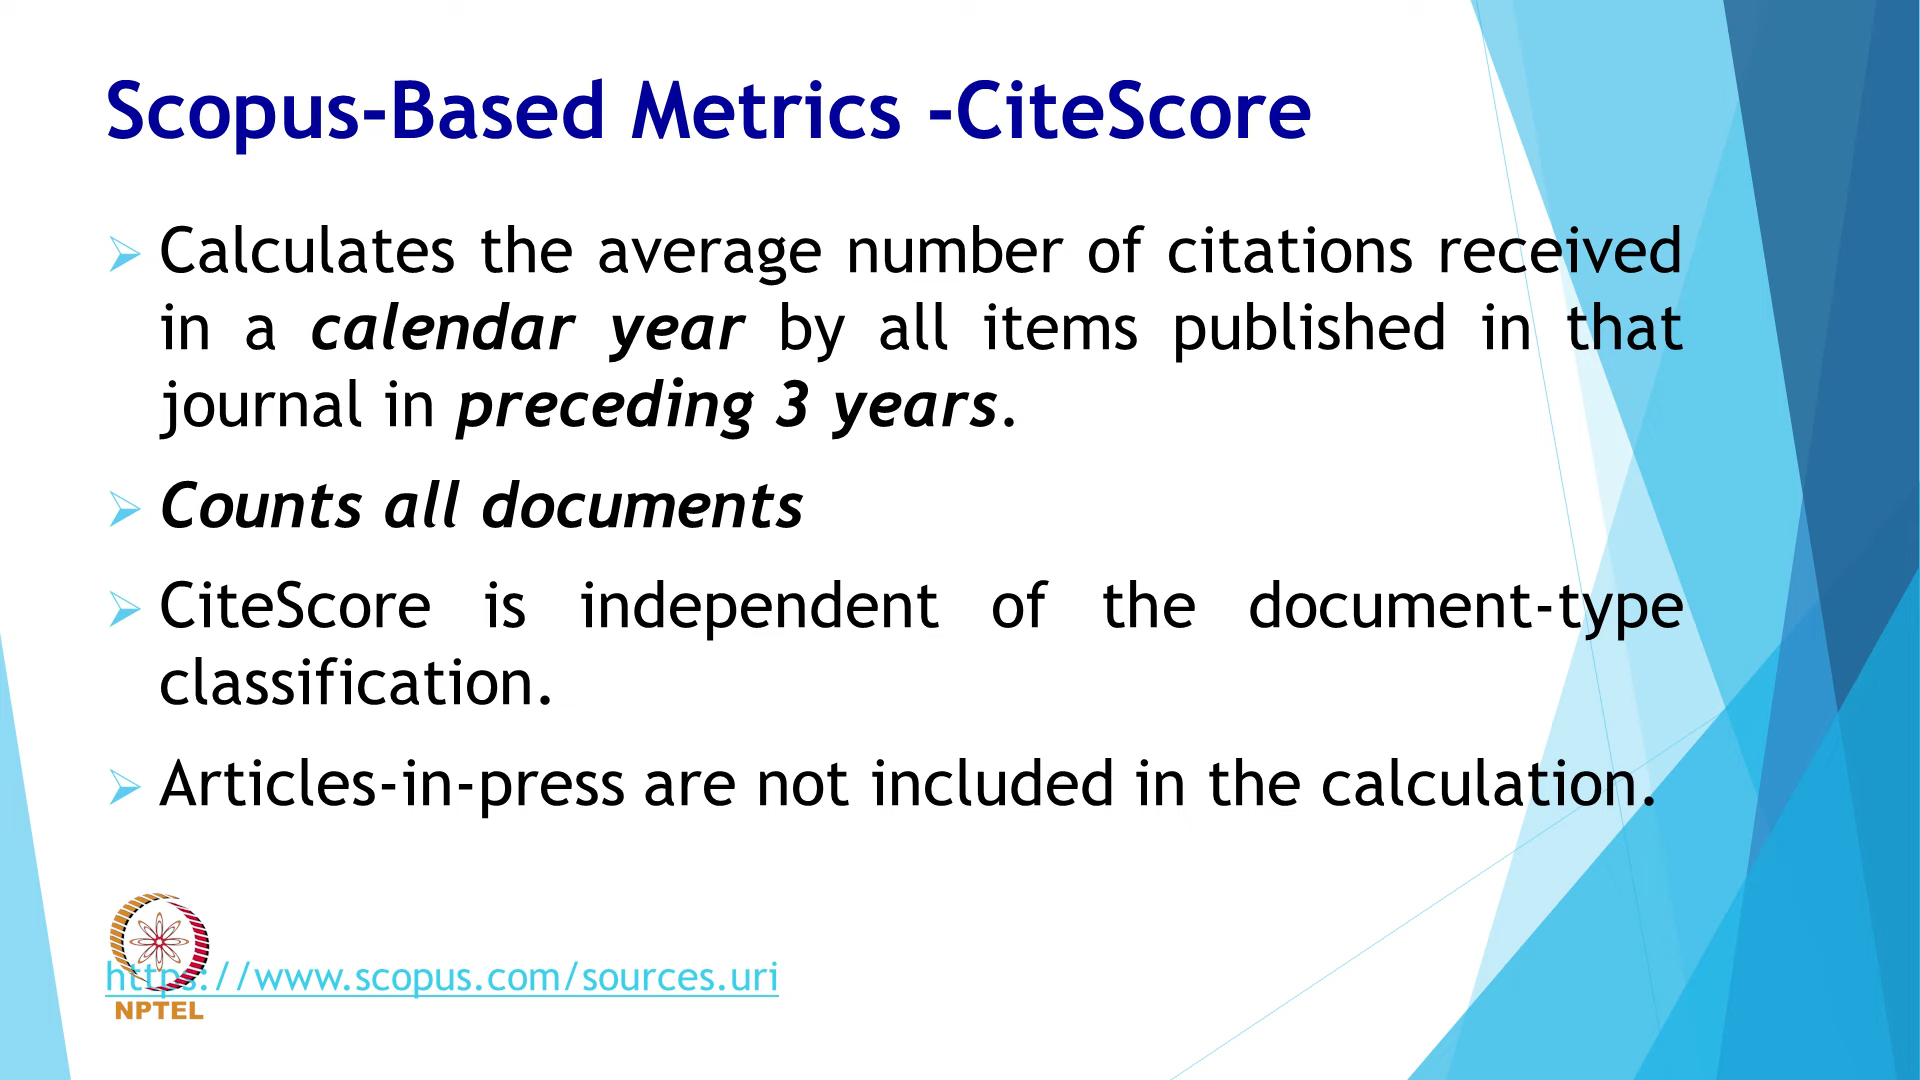 Scopus-Based Metrics -CiteScore
Calculates the average number of citations received
in a calendar year by all items published in that
journal in preceding 3 years.
Counts all documents
CiteScore is independent of the document-type
classification.
Articles-in-press are not included in the calculation.
https://www.scopus.com/sources.uri
NPTEL